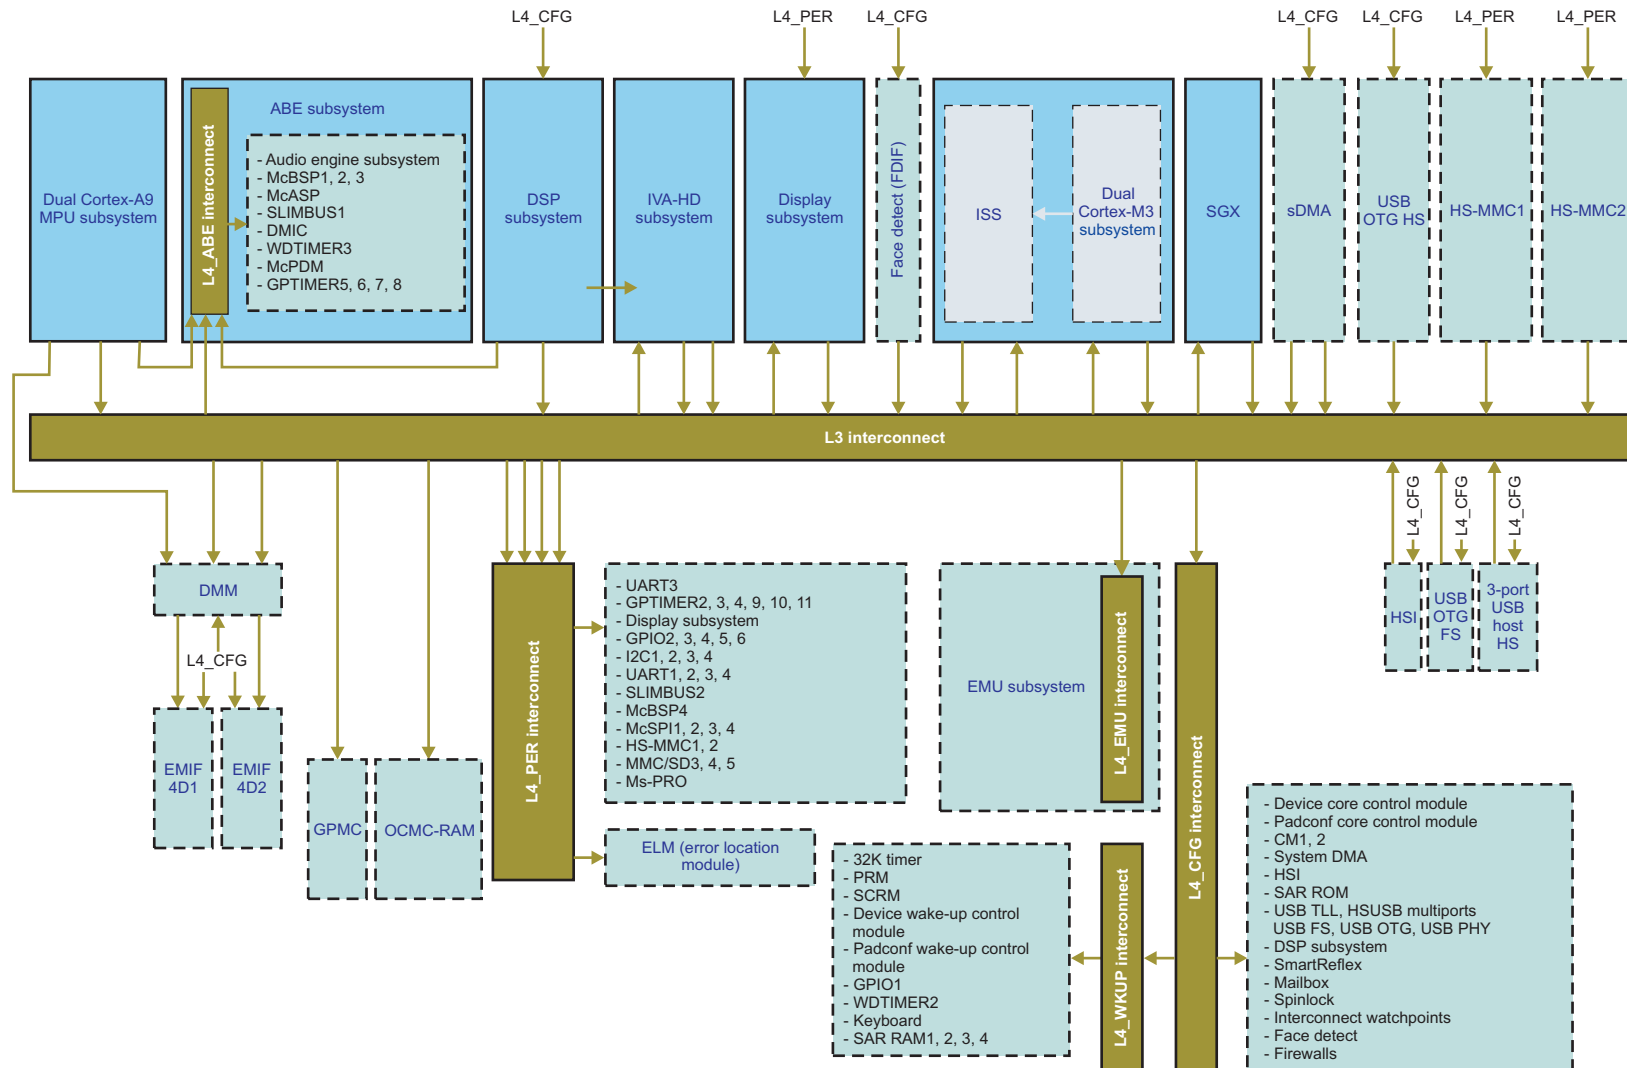 L4_CFG
L4_PER
L4_CFG
L4_CFG
L4_CFG
L4_PER
L4_PER
Dual Cortex-A9
MPU subsystem
ABE subsystem
L4_ABE interconnect
- Audio engine subsystem
- McBSP1, 2, 3
- McASP
- SLIMBUS1
- DMIC
- WDTIMER3
- McPDM
- GPTIMER5, 6, 7, 8
DSP
subsystem
IVA-HD
subsystem
Display
subsystem
Face detect (FDIF)
ISS
Dual
Cortex-M3
subsystem
SGX
sDMA
USB
OTG HS
HS-MMC1
HS-MMC2
L3 interconnect
L4_CFG
L4_CFG
L4_CFG
DMM
L4_CFG
EMIF
4D1
EMIF
4D2
GPMC
OCMC-RAM
L4_PER interconnect
- UART3
- GPTIMER2, 3, 4, 9, 10, 11
- Display subsystem
- GPIO2, 3, 4, 5, 6
- I2C1, 2, 3, 4
- UART1, 2, 3, 4
- SLIMBUS2
- McBSP4
- McSPI1, 2, 3, 4
- HS-MMC1, 2
- MMC/SD3, 4, 5
- Ms-PRO
ELM (error location
module)
EMU subsystem
L4_EMU interconnect
L4_CFG interconnect
HSI
USB
OTG
FS
3-port
USB
host
HS
- 32K timer
- PRM
- SCRM
- Device wake-up control
module
- Padconf wake-up control
module
- GPIO1
- WDTIMER2
- Keyboard
- SAR RAM1, 2, 3, 4
L4_WKUP interconnect
- Device core control module
- Padconf core control module
- CM1, 2
- System DMA
- HSI
- SAR ROM
- USB TLL, HSUSB multiports
USB FS, USB OTG, USB PHY
- DSP subsystem
- SmartReflex
- Mailbox
- Spinlock
- Interconnect watchpoints
- Face detect
- Firewalls